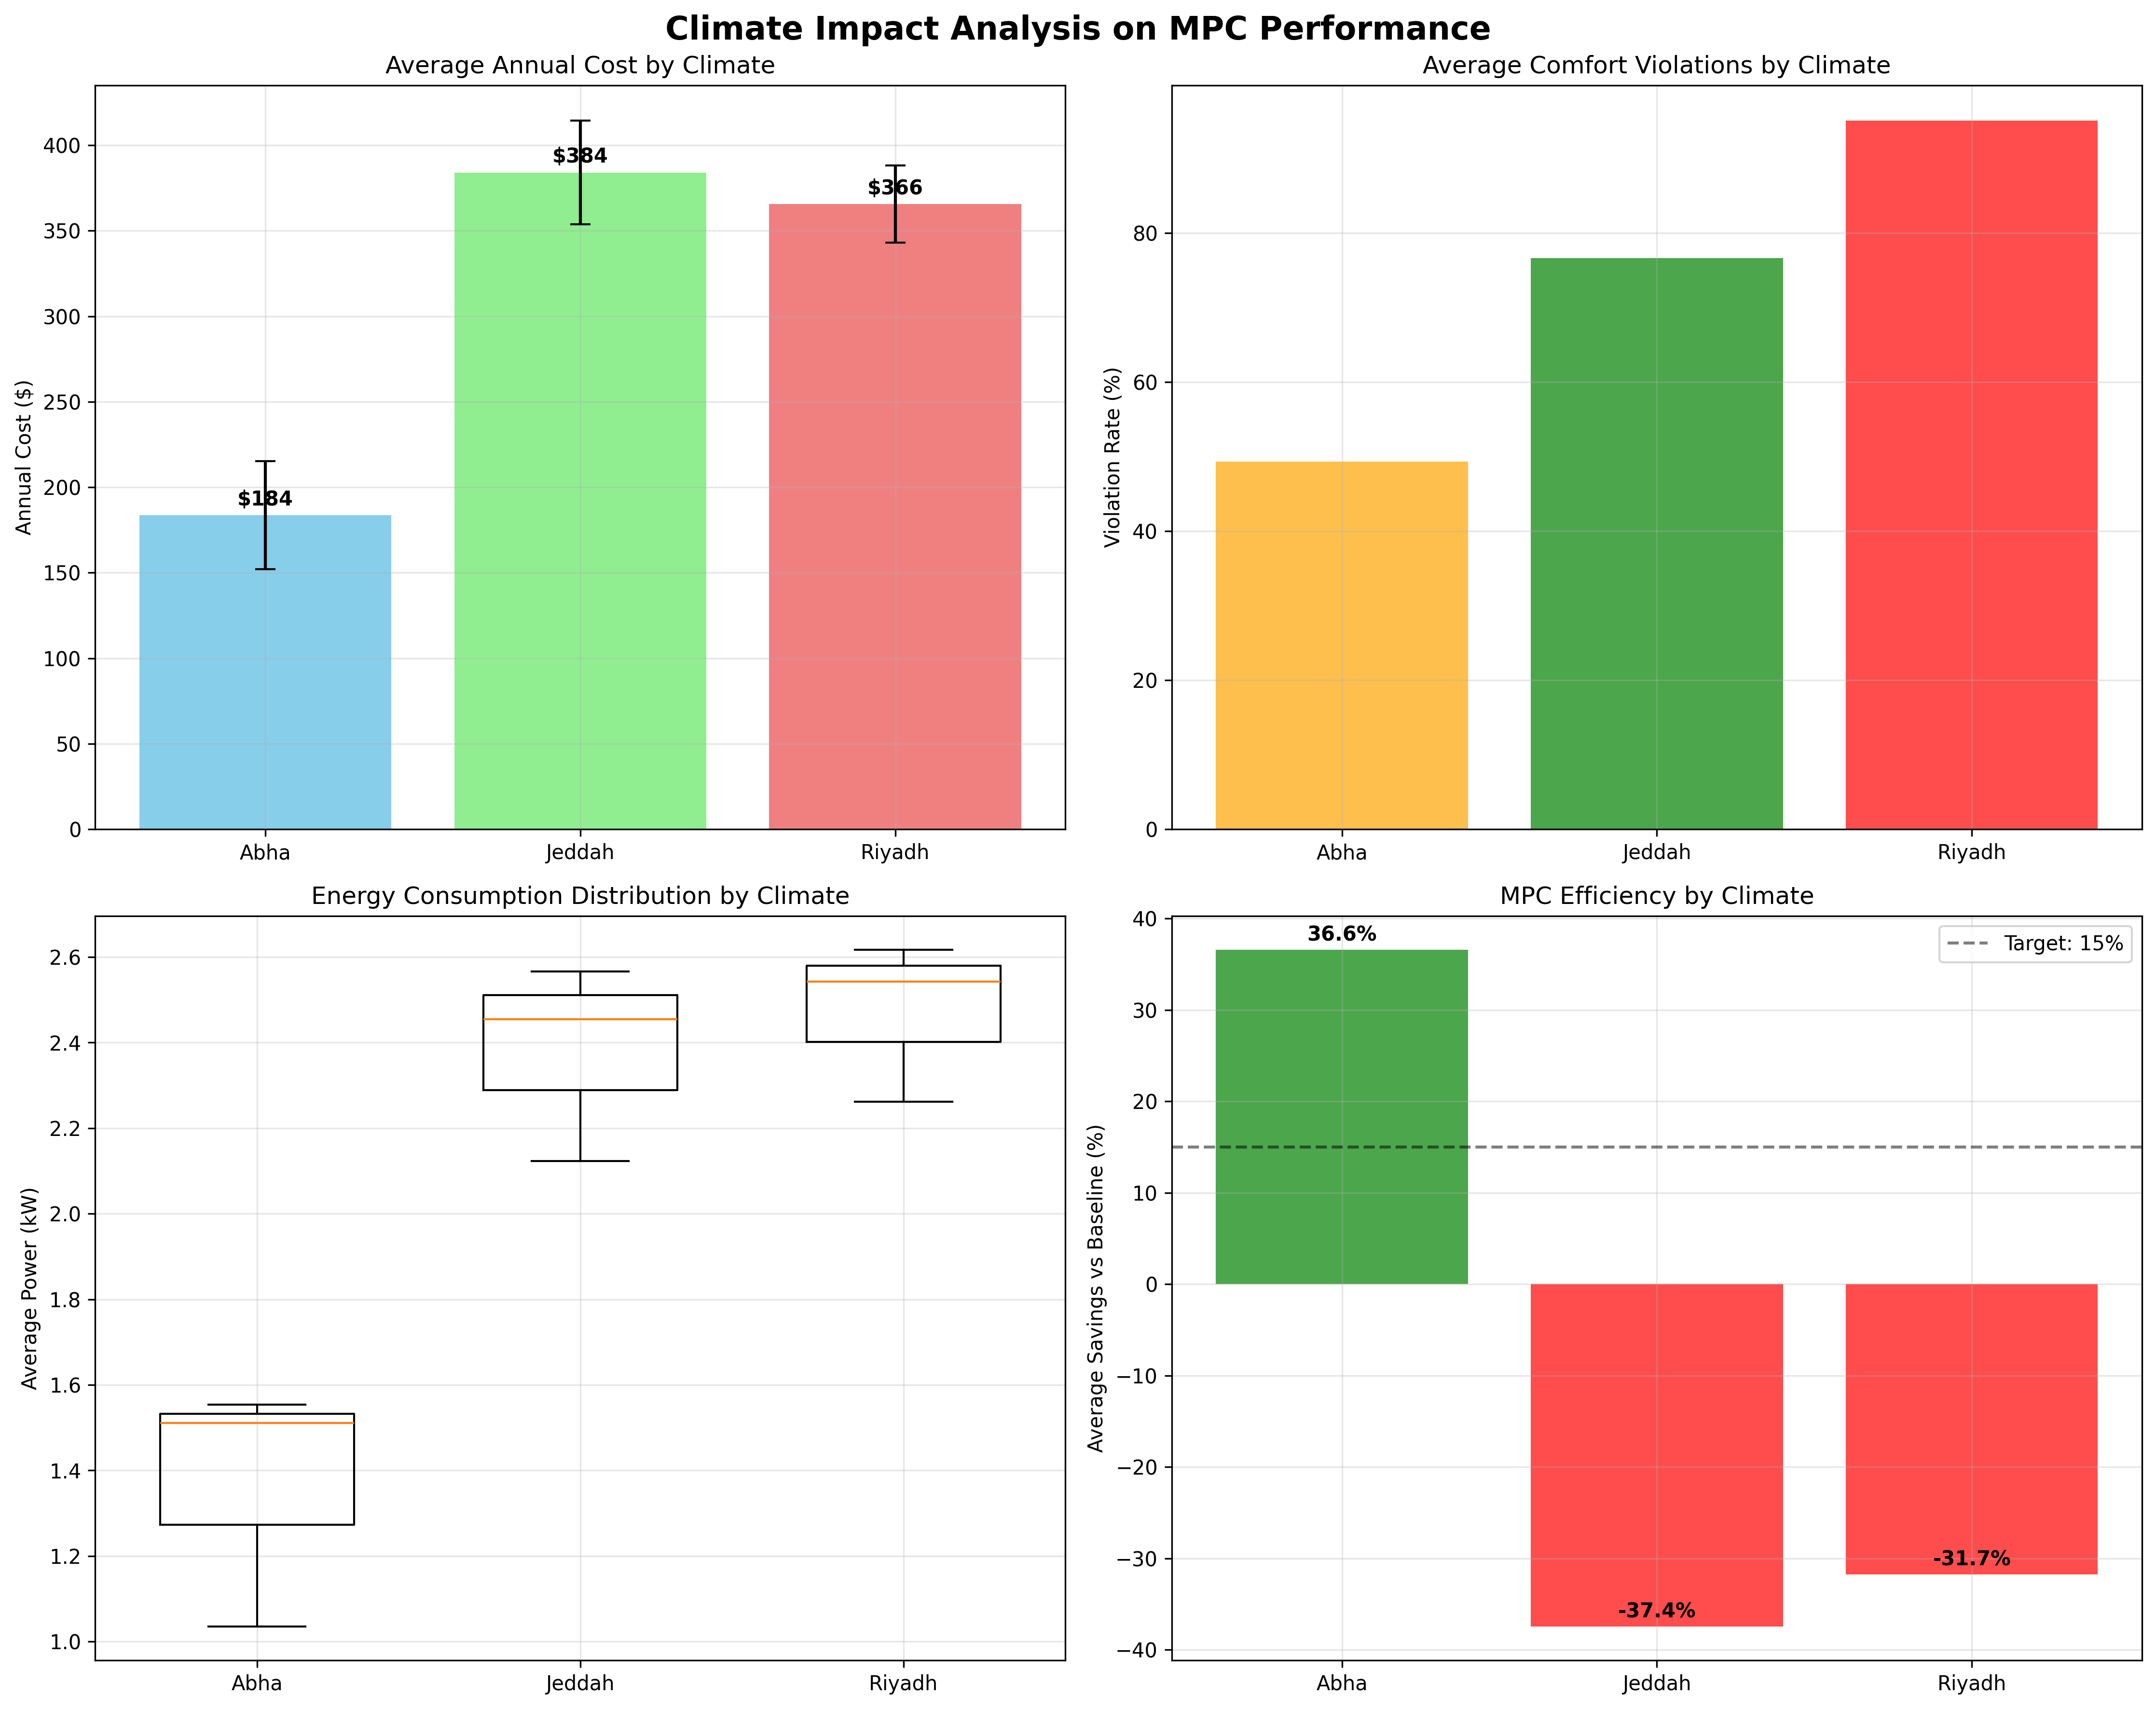 Climate Impact Analysis on MPC Performance
Average Annual Cost by Climate
Annual Cost ($)
400
350
300
250
200
150
100
50
0
$184
$384
$366
Abha
Jeddah
Riyadh
Average Comfort Violations by Climate
Violation Rate (%)
80
60
40
20
0
Abha
Jeddah
Riyadh
Energy Consumption Distribution by Climate
Average Power (kW)
2.6
2.4
2.2
2.0
1.8
1.6
1.4
1.2
1.0
Abha
Jeddah
Riyadh
MPC Efficiency by Climate
Average Savings vs Baseline (%)
40
30
20
10
0
−10
−20
−30
−40
36.6%
-37.4%
-31.7%
Target: 15%
Abha
Jeddah
Riyadh